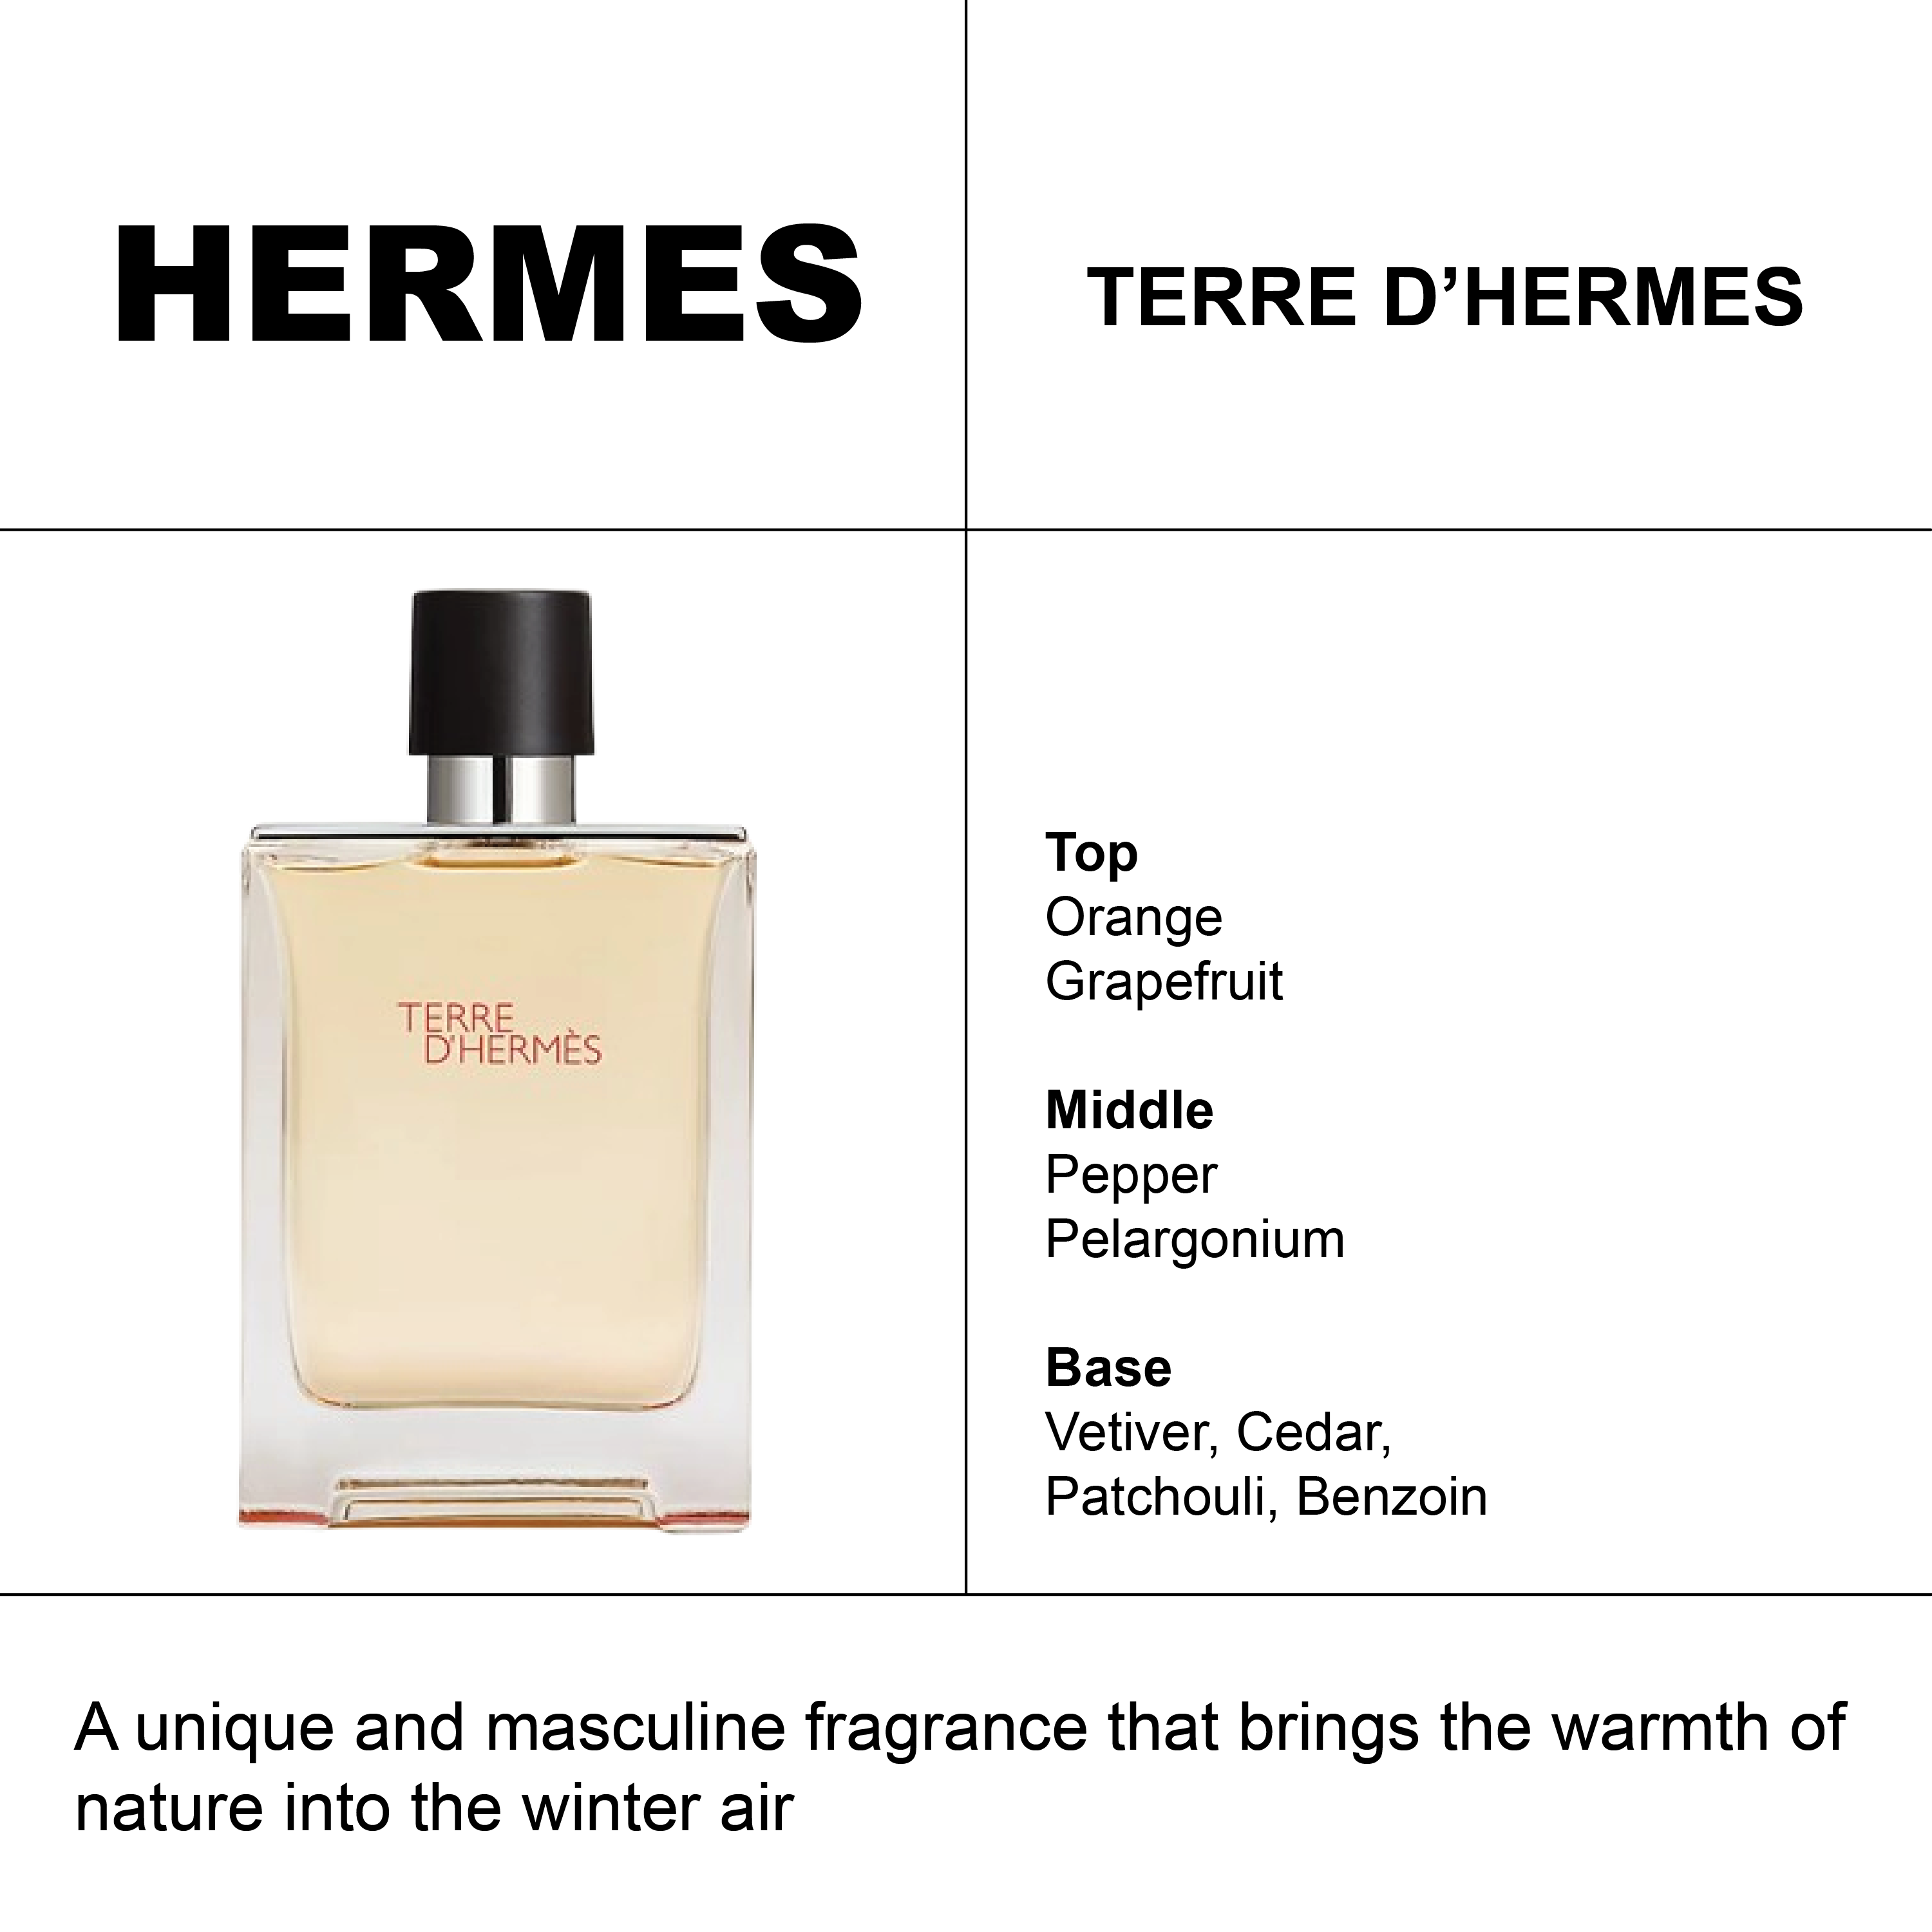 HERMES
TERRE D’HERMES
TERRE
D'HERMÈS
Top
Orange
Grapefruit
Middle
Pepper
Pelargonium
Base
Vetiver, Cedar,
Patchouli, Benzoin
A unique and masculine fragrance that brings the warmth of
nature into the winter air